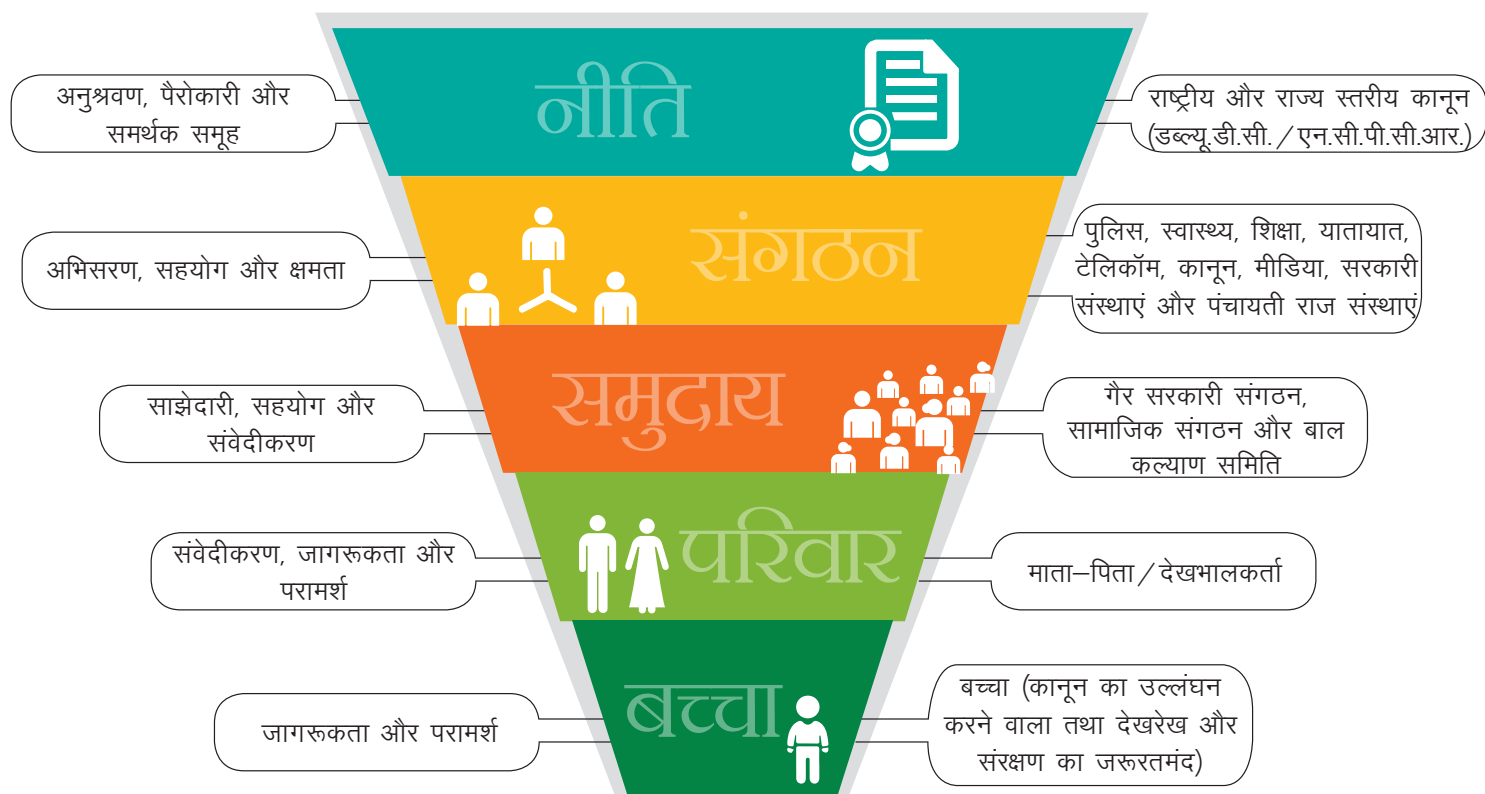 नीति
अनुश्रवण, पैरोकारी और
समर्थक समूह
राष्ट्रीय और राज्य स्तरीय कानून
(डब्ल्यू.डी.सी. / एन.सी.पी.सी.आर.)
संगठन
अभिसरण, सहयोग और क्षमता
पुलिस, स्वास्थ्य, शिक्षा, यातायात,
टेलिकॉम, कानून, मीडिया, सरकारी
संस्थाएं और पंचायती राज संस्थाएं
समुदाय
साझेदारी, सहयोग और
संवेदीकरण
गैर सरकारी संगठन,
सामाजिक संगठन और बाल
कल्याण समिति
परिवार
संवेदीकरण, जागरूकता और
परामर्श
माता–पिता / देखभालकर्ता
बच्चा
जागरूकता और परामर्श
बच्चा (कानून का उल्लंघन
करने वाला तथा देखरेख और
संरक्षण का जरूरतमंद)